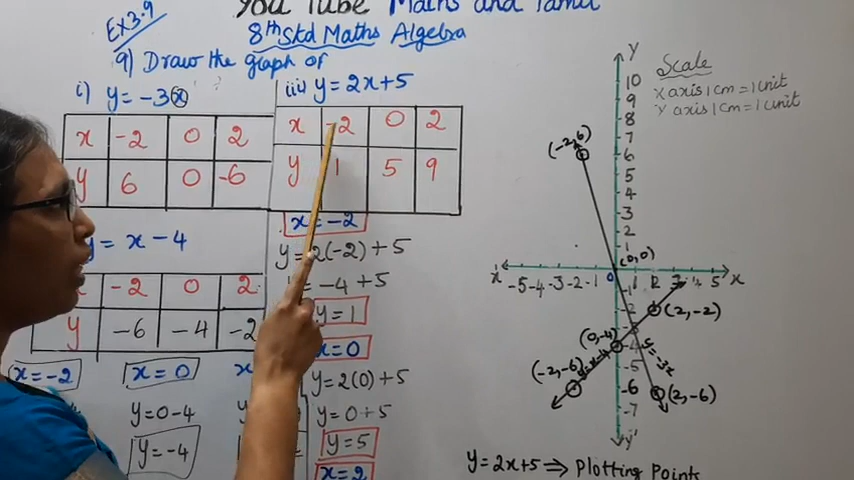 You Tube Maths and Tamil
Ex 3.9
8th Std Maths Algebra
9) Draw the graph of
i) y = -3x
x -2 0 2
y 6 0 -6
y = x - 4
x -2 0 2
y -6 -4 -2
x = -2 x = 0 x
y = 0 - 4
y = -4
iii) y = 2x + 5
x -2 0 2
y 1 5 9
x = -2
y = 2(-2) + 5
= -4 + 5
y = 1
x = 0
y = 2(0) + 5
y = 0 + 5
y = 5
x = 2
Scale
X axis 1 cm = 1 unit
Y axis 1 cm = 1 unit
Y
10
9
8
7
6
5
4
3
2
1
(-2,6)
(0,0)
x' -5 -4 -3 -2 -1 0 1 2 3 4 5 x
-2
(2,-2)
(0,-4)
-4
y = x-4
y = -3x
-5
(-2,-6)
-6
(2,-6)
-7
y'
y = 2x + 5 ⇒ Plotting Points